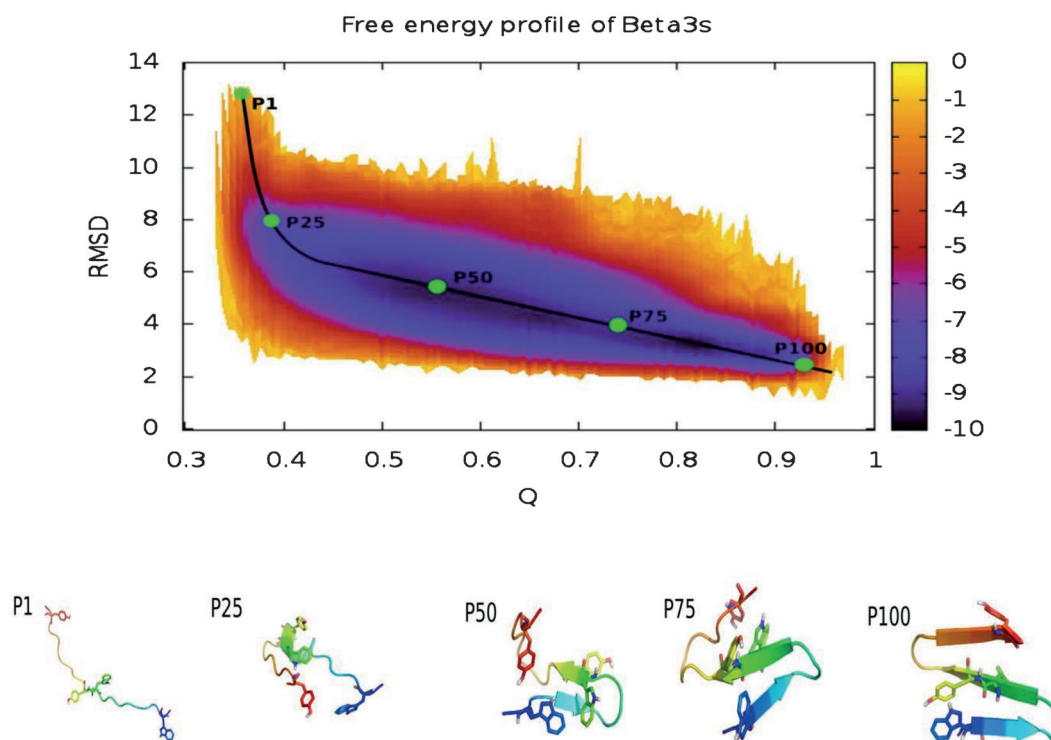 Free energy profile of Beta3s
14
12
10
8
6
4
2
0
RMSD
0.3 0.4 0.5 0.6 0.7 0.8 0.9 1
Q
P1
P25
P50
P75
P100
0
-1
-2
-3
-4
-5
-6
-7
-8
-9
-10
P1 P25 P50 P75 P100